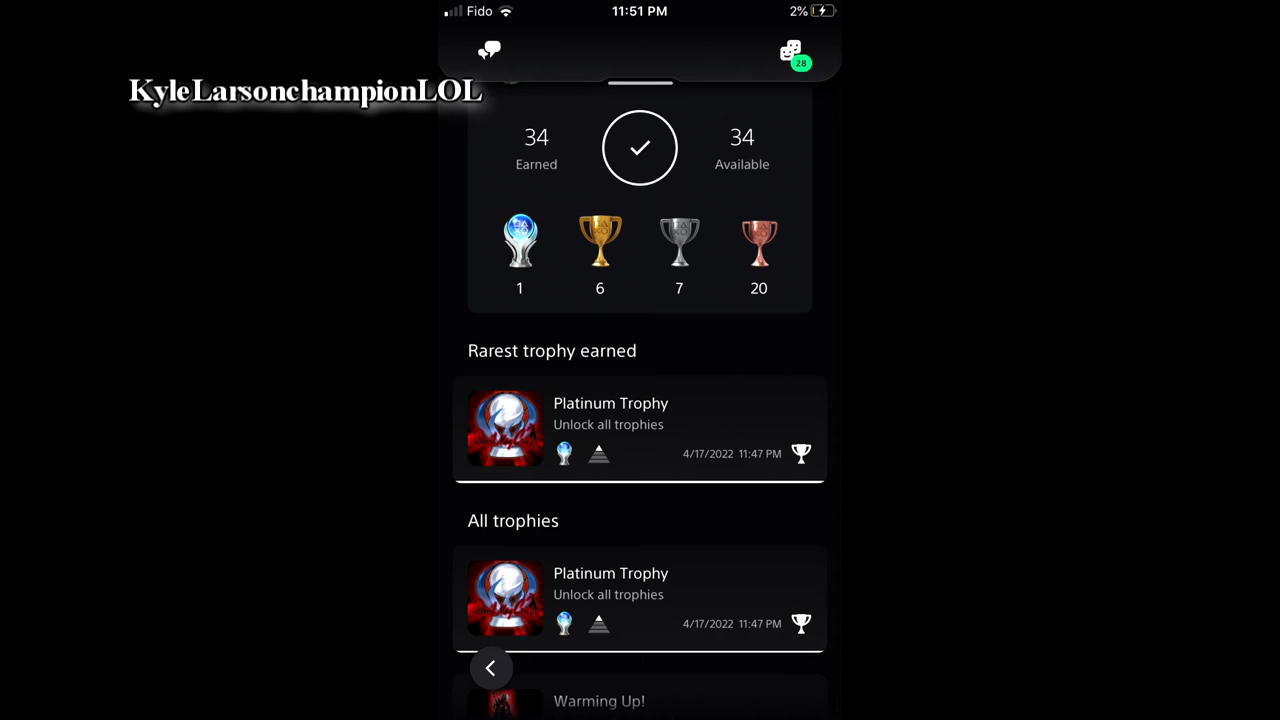 Fido 11:51 PM 2%
28
KyleLarsonchampionLOL
34 34
Earned Available
1 6 7 20
Rarest trophy earned
Platinum Trophy
Unlock all trophies
4/17/2022 11:47 PM
All trophies
Platinum Trophy
Unlock all trophies
4/17/2022 11:47 PM
Warming Up!